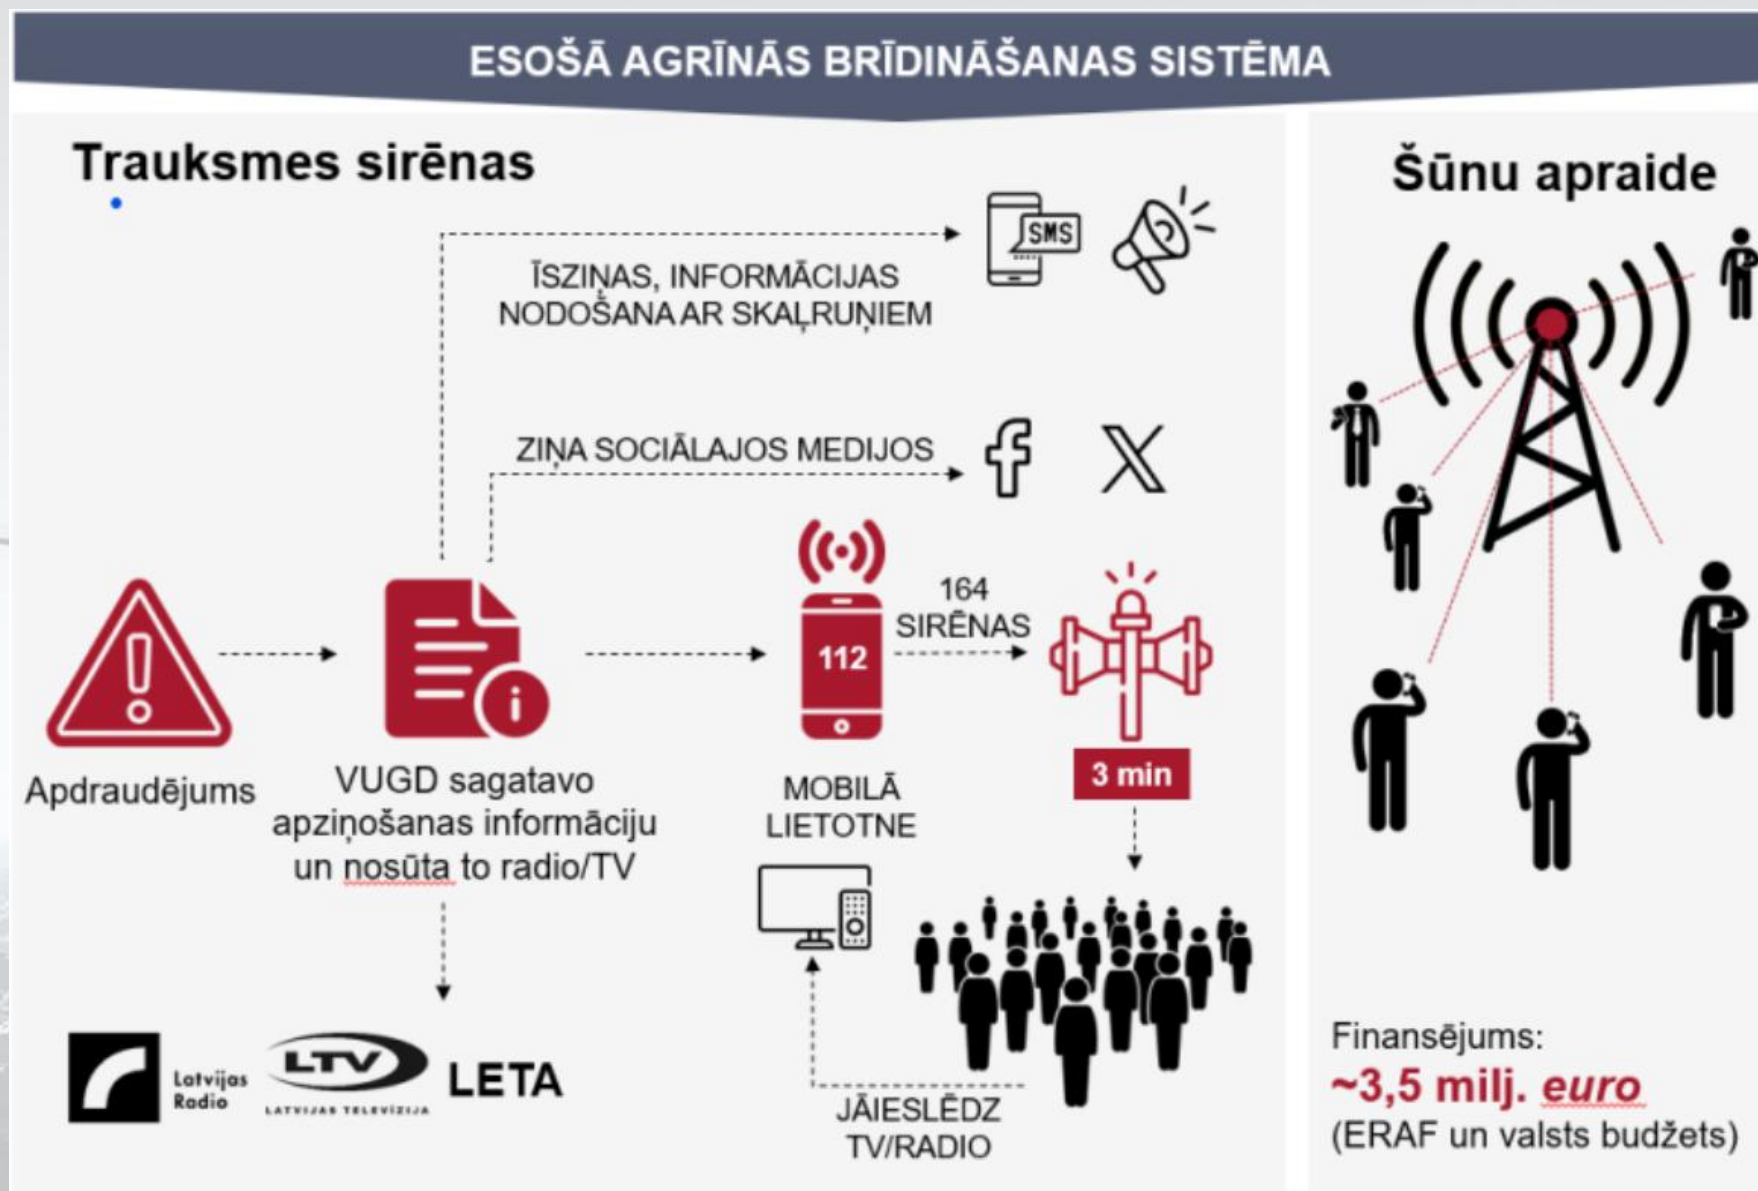 ESOŠĀ AGRĪNĀS BRĪDINĀŠANAS SISTĒMA
Trauksmes sirēnas
SMS
ĪSZIŅAS, INFORMĀCIJAS
NODOŠANA AR SKAĻRUŅIEM
ZIŅA SOCIĀLAJOS MEDIJOS
f X
112
164
SIRĒNAS
3 min
Apdraudējums
VUGD sagatavo
apziņošanas informāciju
un nosūta to radio/TV
MOBILĀ
LIETOTNE
Latvijas
Radio
LTV
LATVIJAS TELEVĪZIJA
LETA
JĀIESLĒDZ
TV/RADIO
Šūnu apraide
Finansējums:
~3,5 milj. euro
(ERAF un valsts budžets)